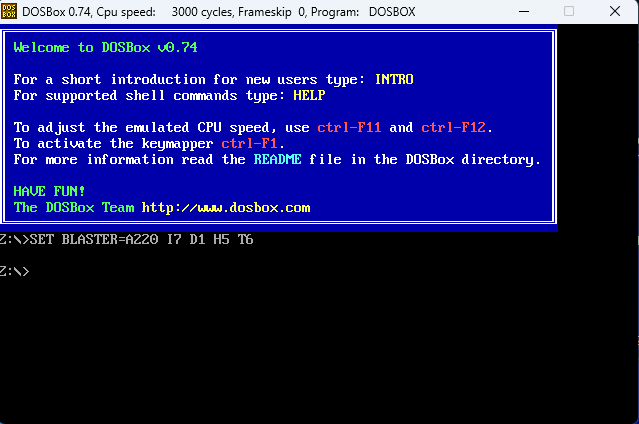 DOS BOX DOSBox 0.74, Cpu speed: 3000 cycles, Frameskip 0, Program: DOSBOX
Welcome to DOSBox v0.74
For a short introduction for new users type: INTRO
For supported shell commands type: HELP
To adjust the emulated CPU speed, use ctrl-F11 and ctrl-F12.
To activate the keymapper ctrl-F1.
For more information read the README file in the DOSBox directory.
HAVE FUN!
The DOSBox Team http://www.dosbox.com
Z:\>SET BLASTER=A220 I7 D1 H5 T6
Z:\>